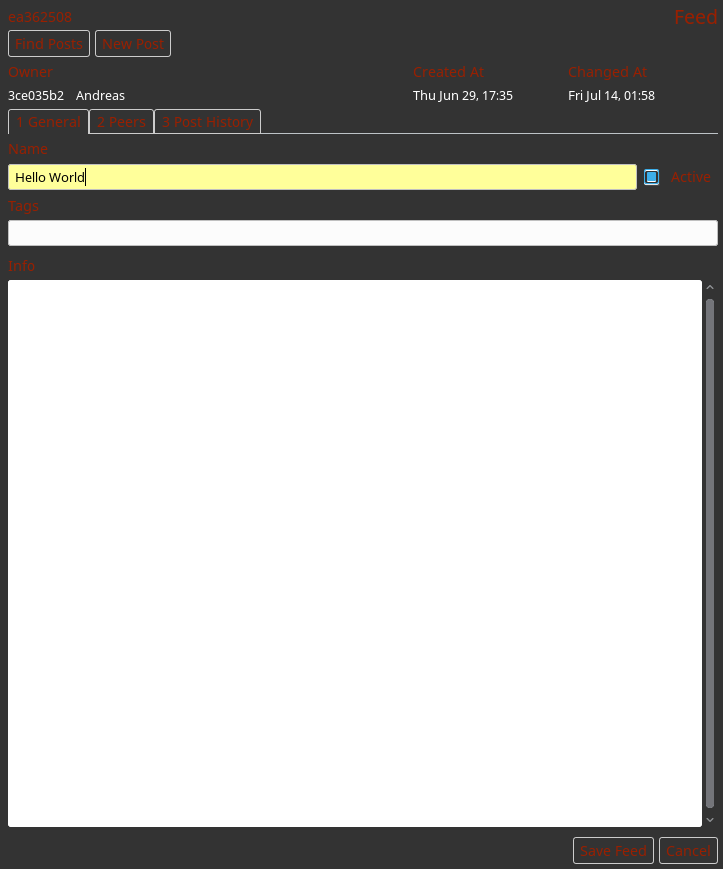 ea362508 Feed
Find Posts New Post
Owner Created At Changed At
3ce035b2 Andreas Thu Jun 29, 17:35 Fri Jul 14, 01:58
1 General 2 Peers 3 Post History
Name
Hello World Active
Tags
Info
Save Feed Cancel